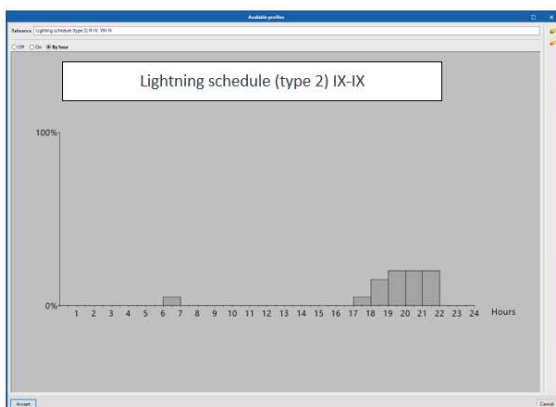 Available profiles
Reference Lightning schedule (type 2) III-IV, VIII-IX
Off On By hour
Lightning schedule (type 2) IX-IX
100%
0%
1 2 3 4 5 6 7 8 9 10 11 12 13 14 15 16 17 18 19 20 21 22 23 24 Hours
Accept Cancel